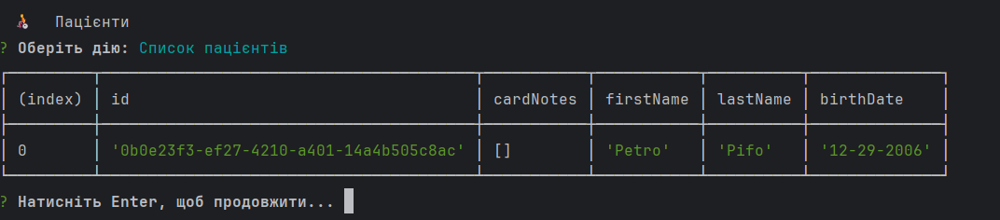 Пацієнти
? Оберіть дію: Список пацієнтів
(index) id cardNotes firstName lastName birthDate
0 '0b0e23f3-ef27-4210-a401-14a4b505c8ac' [] 'Petro' 'Pifo' '12-29-2006'
? Натисніть Enter, щоб продовжити...